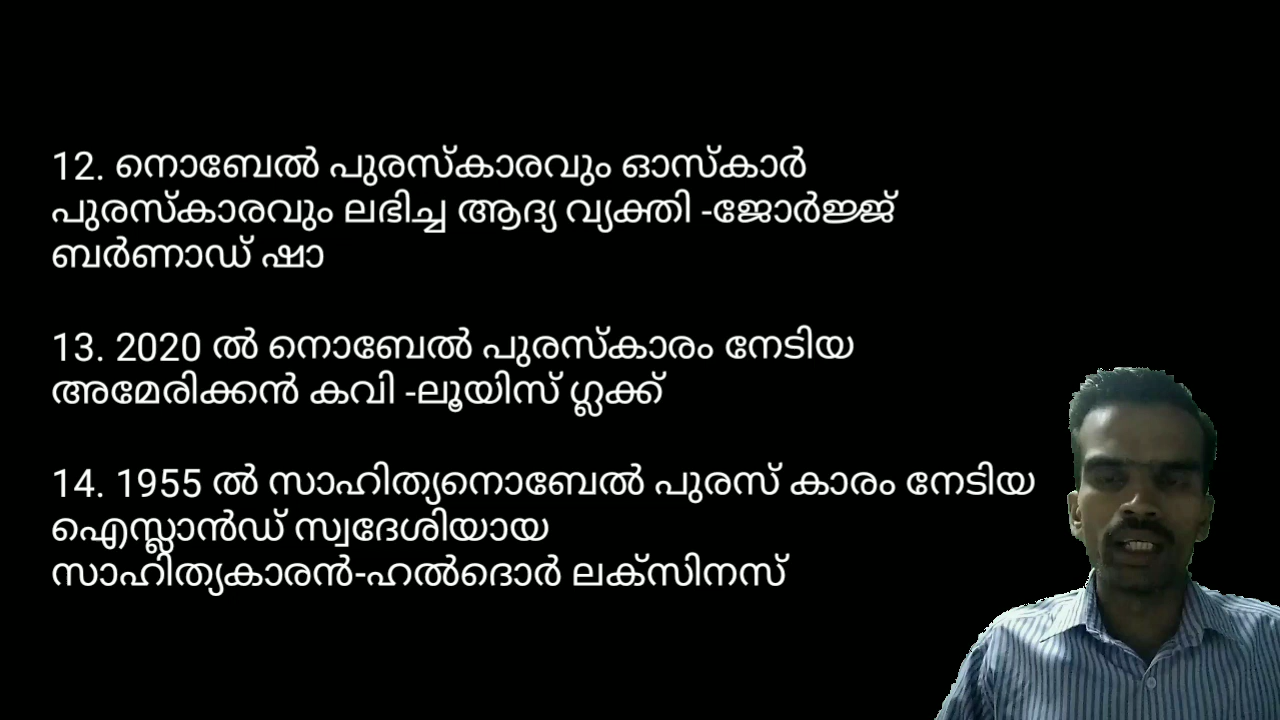 12. നൊബേൽ പുരസ്കാരവും ഓസ്കാർ
പുരസ്കാരവും ലഭിച്ച ആദ്യ വ്യക്തി -ജോർജ്ജ്
ബർണാഡ് ഷാ
13. 2020 ൽ നൊബേൽ പുരസ്കാരം നേടിയ
അമേരിക്കൻ കവി -ലൂയിസ് ഗ്ലക്ക്
14. 1955 ൽ സാഹിത്യനൊബേൽ പുരസ് കാരം നേടിയ
ഐസ്ലാൻഡ് സ്വദേശിയായ
സാഹിത്യകാരൻ-ഹൽദൊർ ലക്സിനസ്